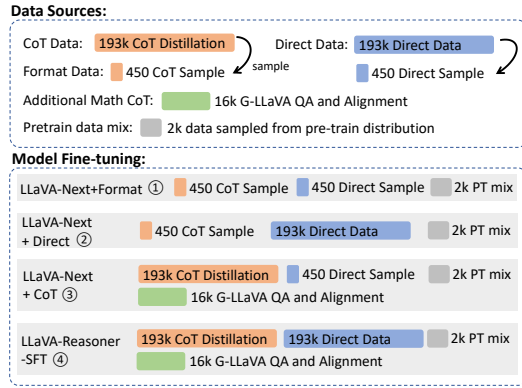 Data Sources:
CoT Data: 193k CoT Distillation Direct Data: 193k Direct Data
sample
Format Data: 450 CoT Sample 450 Direct Sample
Additional Math CoT: 16k G-LLaVA QA and Alignment
Pretrain data mix: 2k data sampled from pre-train distribution
Model Fine-tuning:
LLaVA-Next+Format ① 450 CoT Sample 450 Direct Sample 2k PT mix
LLaVA-Next
+ Direct ② 450 CoT Sample 193k Direct Data 2k PT mix
LLaVA-Next
+ CoT ③ 193k CoT Distillation 450 Direct Sample 2k PT mix
16k G-LLaVA QA and Alignment
LLaVA-Reasoner
-SFT ④ 193k CoT Distillation 193k Direct Data 2k PT mix
16k G-LLaVA QA and Alignment